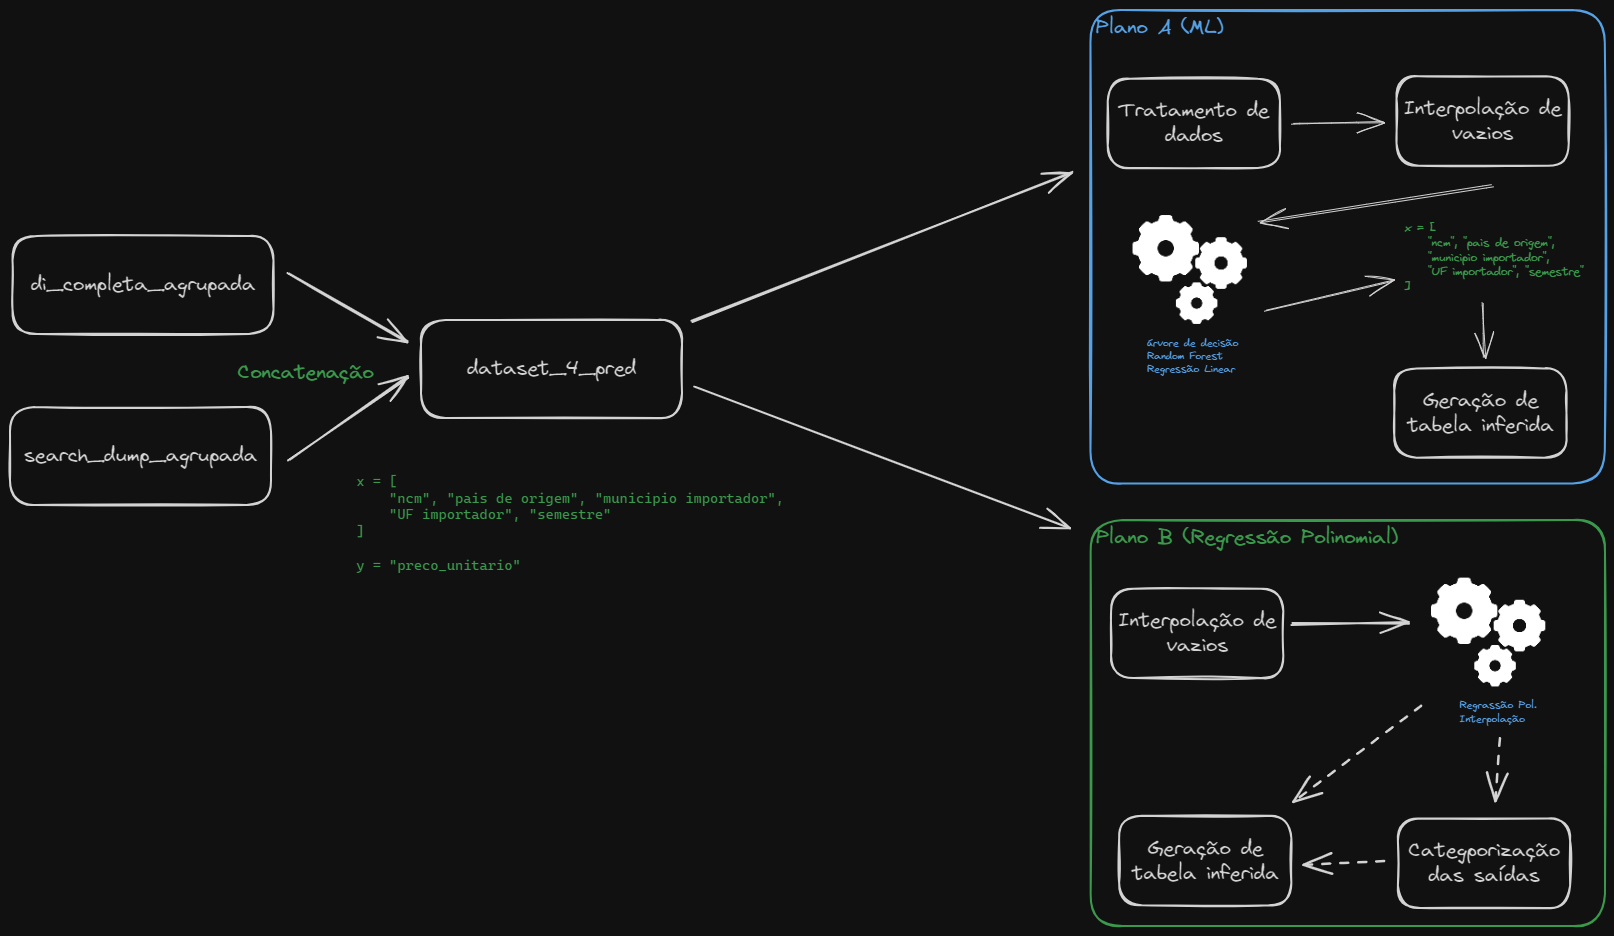 di_completa_agrupada
Concatenação
search_dump_agrupada
dataset_4_pred
x = [
"ncm", "pais de origem", "municipio importador",
"UF importador", "semestre"
]
y = "preco_unitario"
Plano A (ML)
Tratamento de
dados
Interpolação de
vazios
árvore de decisão
Random Forest
Regressão Linear
x = [
"ncm", "pais de origem",
"municipio importador",
"UF importador", "semestre"
]
Geração de
tabela inferida
Plano B (Regressão Polinomial)
Interpolação de
vazios
Regrassão Pol.
Interpolação
Geração de
tabela inferida
Categporização
das saídas